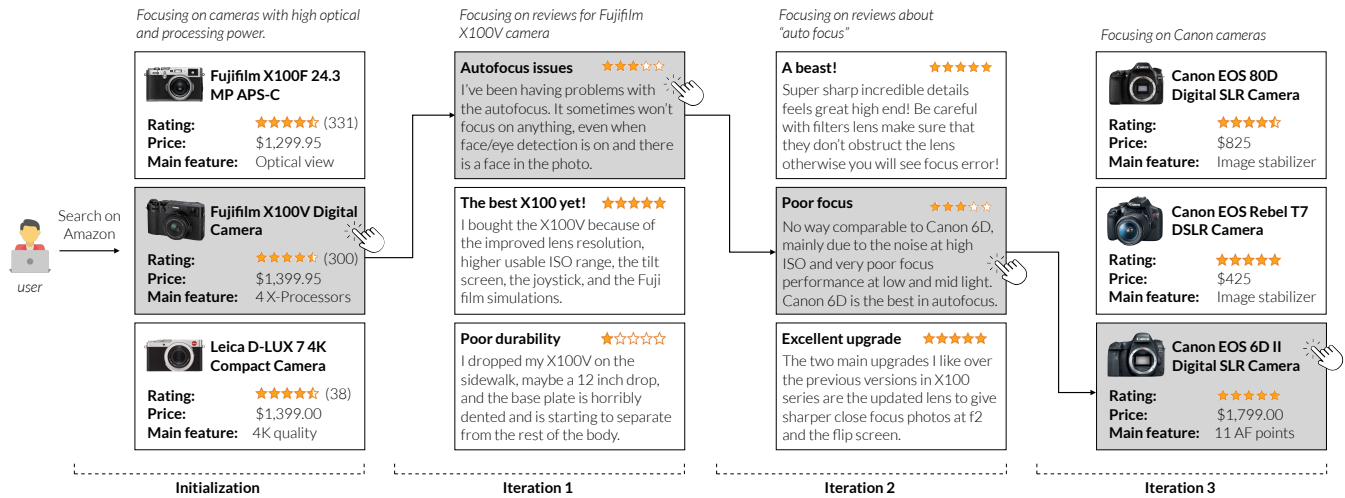 Focusing on cameras with high optical
and processing power.
Fujifilm X100F 24.3
MP APS-C
Rating: (331)
Price: $1,299.95
Main feature: Optical view
Search on
Amazon
user
Fujifilm X100V Digital
Camera
Rating: (300)
Price: $1,399.95
Main feature: 4 X-Processors
Leica D-LUX 7 4K
Compact Camera
Rating: (38)
Price: $1,399.00
Main feature: 4K quality
Initialization
Focusing on reviews for Fujifilm
X100V camera
Autofocus issues
I've been having problems with
the autofocus. It sometimes won't
focus on anything, even when
face/eye detection is on and there
is a face in the photo.
The best X100 yet!
I bought the X100V because of
the improved lens resolution,
higher usable ISO range, the tilt
screen, the joystick, and the Fuji
film simulations.
Poor durability
I dropped my X100V on the
sidewalk, maybe a 12 inch drop,
and the base plate is horribly
dented and is starting to separate
from the rest of the body.
Iteration 1
Focusing on reviews about
"auto focus"
A beast!
Super sharp incredible details
feels great high end! Be careful
with filters lens make sure that
they don't obstruct the lens
otherwise you will see focus error!
Poor focus
No way comparable to Canon 6D,
mainly due to the noise at high
ISO and very poor focus
performance at low and mid light.
Canon 6D is the best in autofocus.
Excellent upgrade
The two main upgrades I like over
the previous versions in X100
series are the updated lens to give
sharper close focus photos at f2
and the flip screen.
Iteration 2
Focusing on Canon cameras
Canon EOS 80D
Digital SLR Camera
Rating:
Price: $825
Main feature: Image stabilizer
Canon EOS Rebel T7
DSLR Camera
Rating:
Price: $425
Main feature: Image stabilizer
Canon EOS 6D II
Digital SLR Camera
Rating:
Price: $1,799.00
Main feature: 11 AF points
Iteration 3